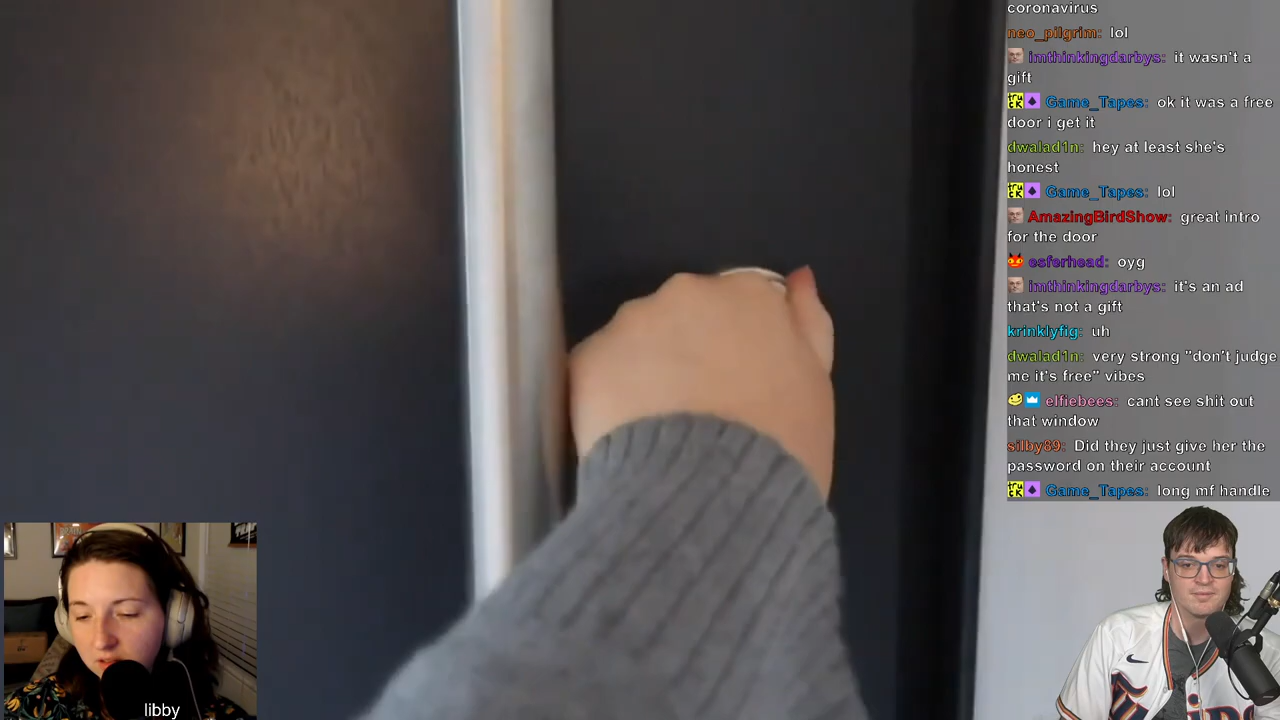 coronavirus
neo_pilgrim: lol
imthinkingdarbys: it wasn't a
gift
Game_Tapes: ok it was a free
door i get it
dwalad1n: hey at least she's
honest
Game_Tapes: lol
AmazingBirdShow: great intro
for the door
esferhead: oyg
imthinkingdarbys: it's an ad
that's not a gift
krinklyfig: uh
dwalad1n: very strong "don't judge
me it's free" vibes
elfiebees: cant see shit out
that window
silby89: Did they just give her the
password on their account
Game_Tapes: long mf handle
libby